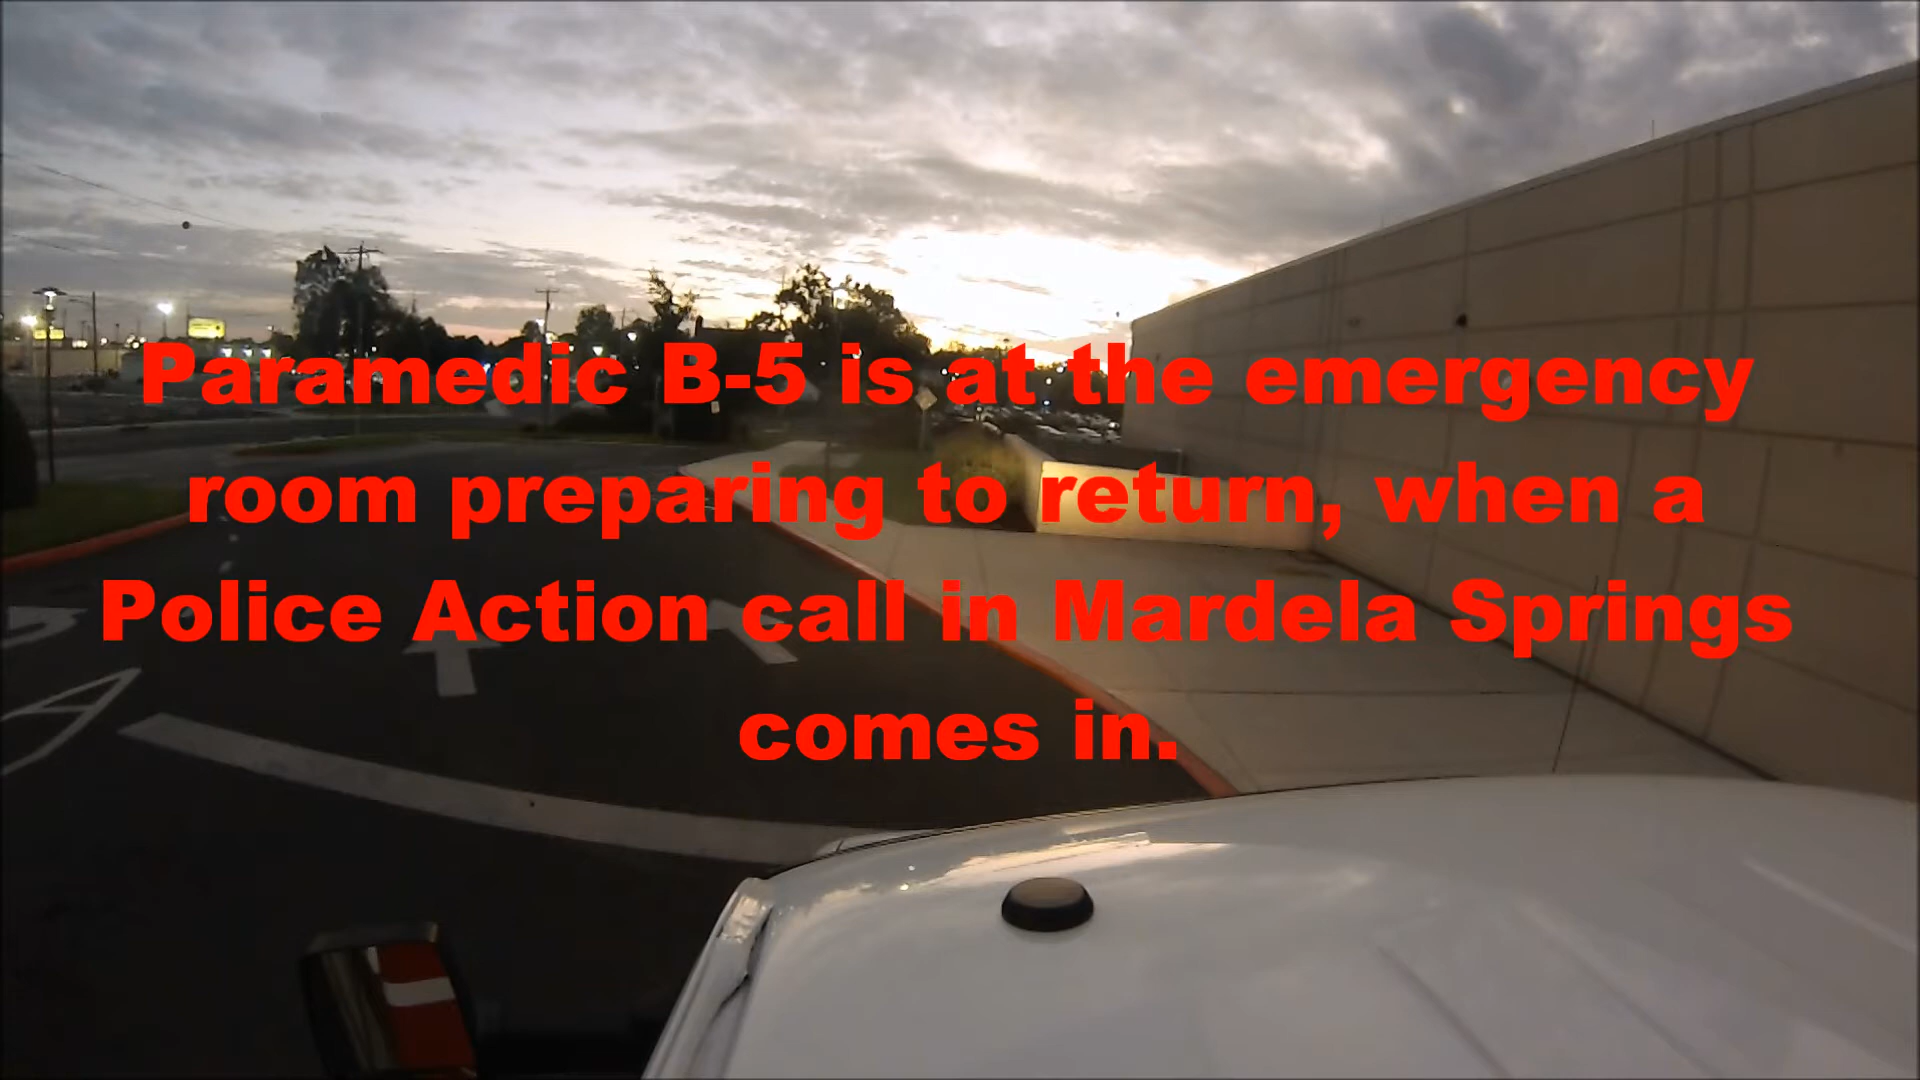 Paramedic B-5 is at the emergency
room preparing to return, when a
Police Action call in Mardela Springs
comes in.